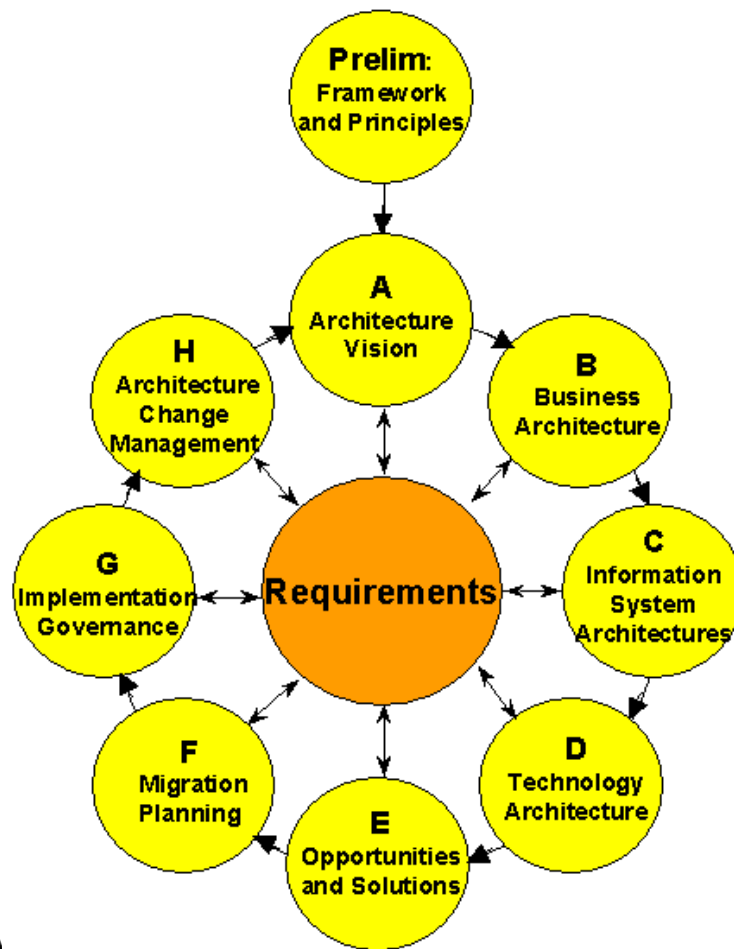 Prelim:
Framework
and Principles
A
Architecture
Vision
B
Business
Architecture
C
Information
System
Architectures
D
Technology
Architecture
E
Opportunities
and Solutions
F
Migration
Planning
G
Implementation
Governance
H
Architecture
Change
Management
Requirements